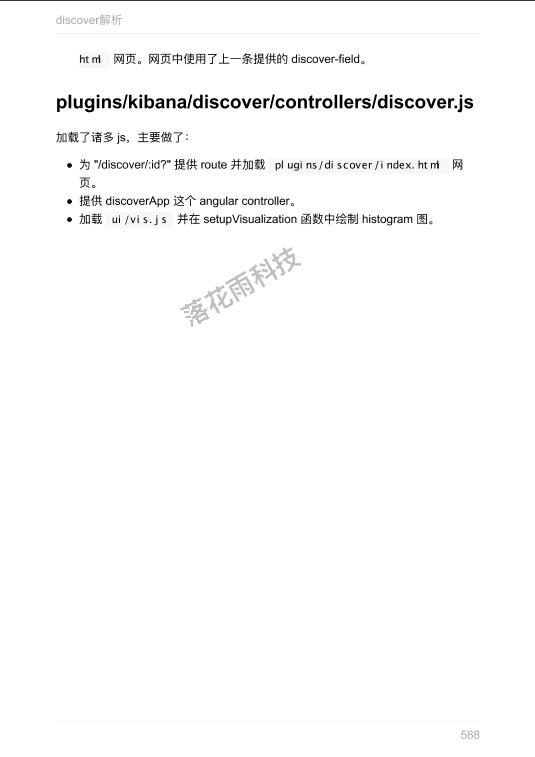 discover解析
html 网页。网页中使用了上一条提供的 discover-field。
plugins/kibana/discover/controllers/discover.js
加载了诸多 js，主要做了：
● 为 "/discover/:id?" 提供 route 并加载 plugins/discover/index.html 网
页。
● 提供 discoverApp 这个 angular controller。
● 加载 ui/vis.js 并在 setupVisualization 函数中绘制 histogram 图。
落花雨科技
588